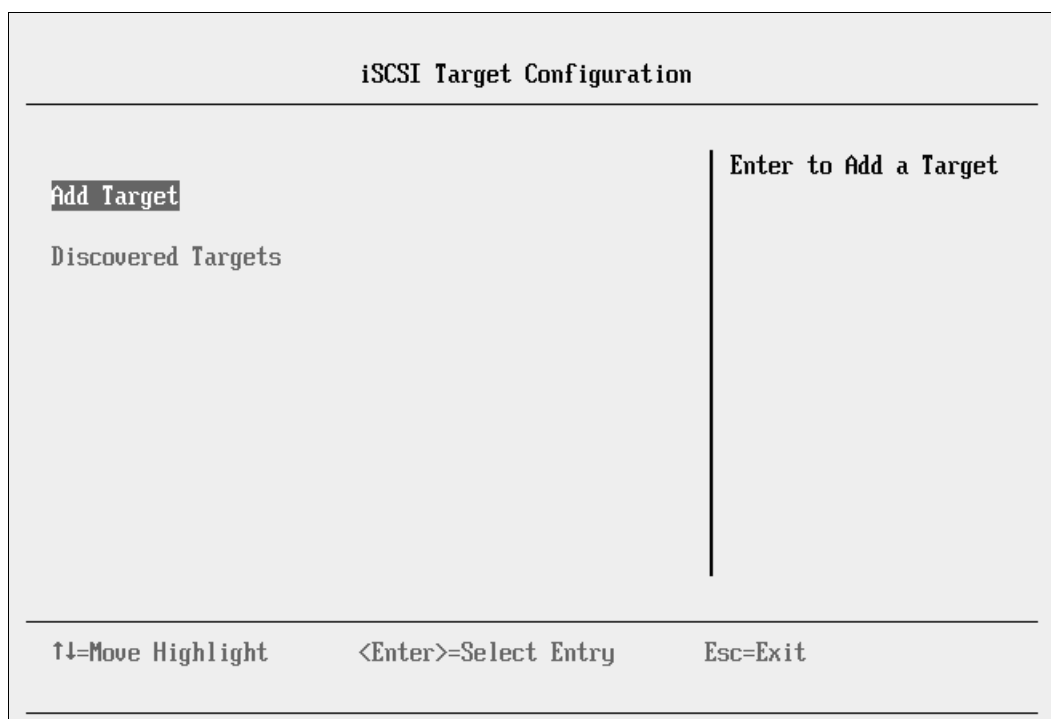 iSCSI Target Configuration
Enter to Add a Target
Add Target
Discovered Targets
↑↓=Move Highlight <Enter>=Select Entry Esc=Exit